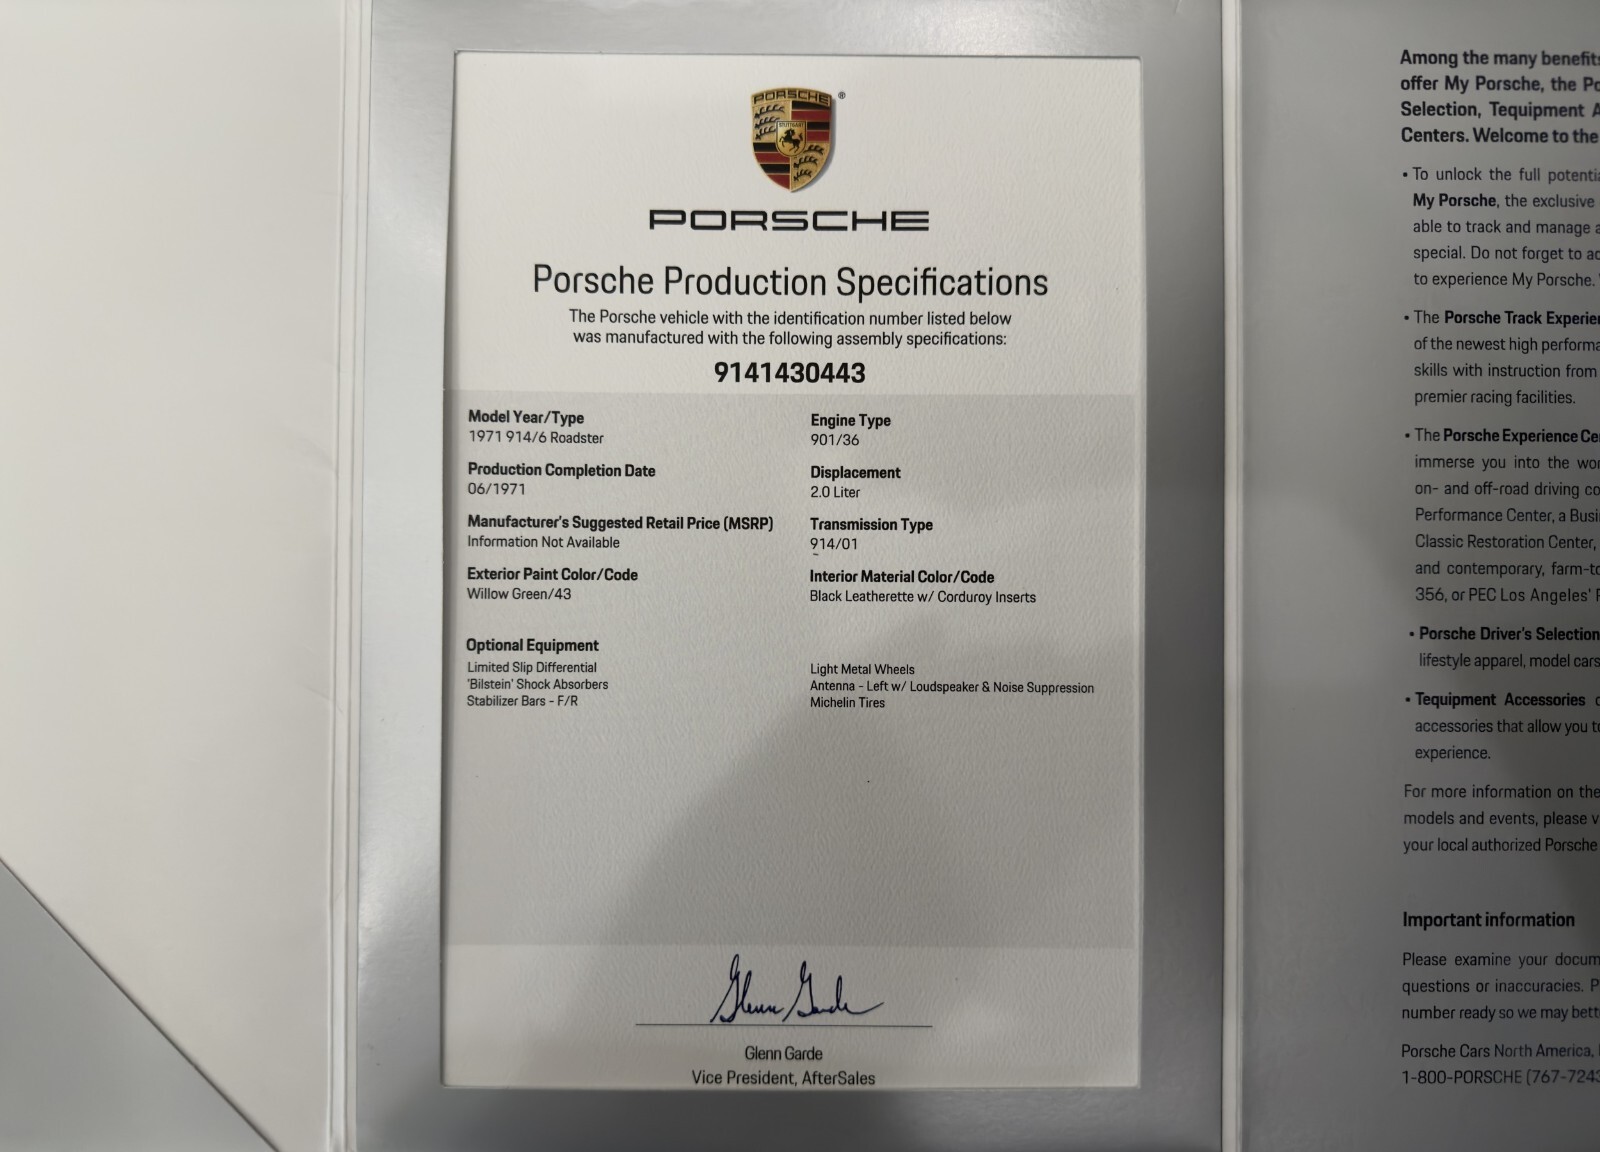 PORSCHE
STUTTGART
®
PORSCHE
Porsche Production Specifications
The Porsche vehicle with the identification number listed below
was manufactured with the following assembly specifications:
9141430443
Model Year/Type
1971 914/6 Roadster
Production Completion Date
06/1971
Manufacturer's Suggested Retail Price (MSRP)
Information Not Available
Exterior Paint Color/Code
Willow Green/43
Engine Type
901/36
Displacement
2.0 Liter
Transmission Type
914/01
Interior Material Color/Code
Black Leatherette w/ Corduroy Inserts
Optional Equipment
Limited Slip Differential
'Bilstein' Shock Absorbers
Stabilizer Bars - F/R
Light Metal Wheels
Antenna - Left w/ Loudspeaker & Noise Suppression
Michelin Tires
Glenn Garde
Glenn Garde
Vice President, AfterSales
Among the many benefits
offer My Porsche, the
Selection, Tequipment
Centers. Welcome to the
• To unlock the full
My Porsche, the exclusive
able to track and manage
special. Do not forget to
to experience My Porsche.
• The Porsche Track
of the newest high
skills with instruction from
premier racing facilities.
• The Porsche Experience
immerse you into the
on- and off-road driving
Performance Center, a
Classic Restoration Center,
and contemporary,
356, or PEC Los Angeles'
• Porsche Driver's Selection
lifestyle apparel, model cars
• Tequipment Accessories
accessories that allow you
experience.
For more information on the
models and events, please
your local authorized Porsche
Important information
Please examine your
questions or inaccuracies.
number ready so we may
Porsche Cars North America,
1-800-PORSCHE (767-7243